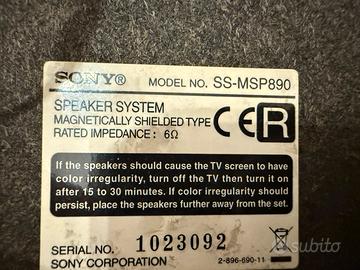 SONY® MODEL NO. SS-MSP890
SPEAKER SYSTEM
MAGNETICALLY SHIELDED TYPE
RATED IMPEDANCE : 6Ω
CE R
If the speakers should cause the TV screen to have
color irregularity, turn off the TV then turn it on
after 15 to 30 minutes. If color irregularity should
persist, place the speakers further away from the set.
SERIAL NO. 1023092
SONY CORPORATION 2-896-690-11
subito